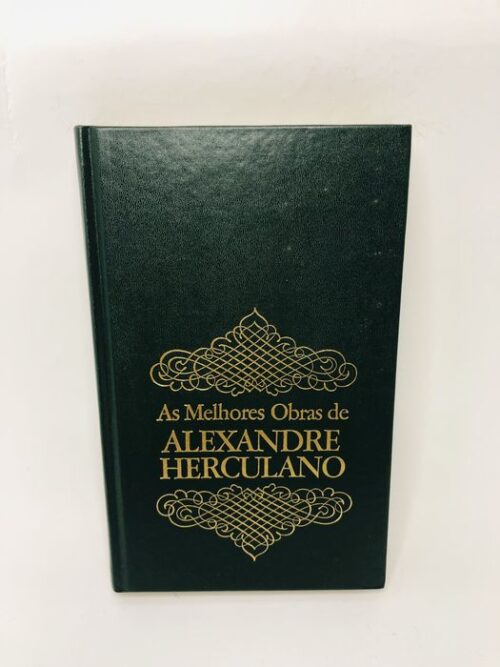 As Melhores Obras de
ALEXANDRE
HERCULANO